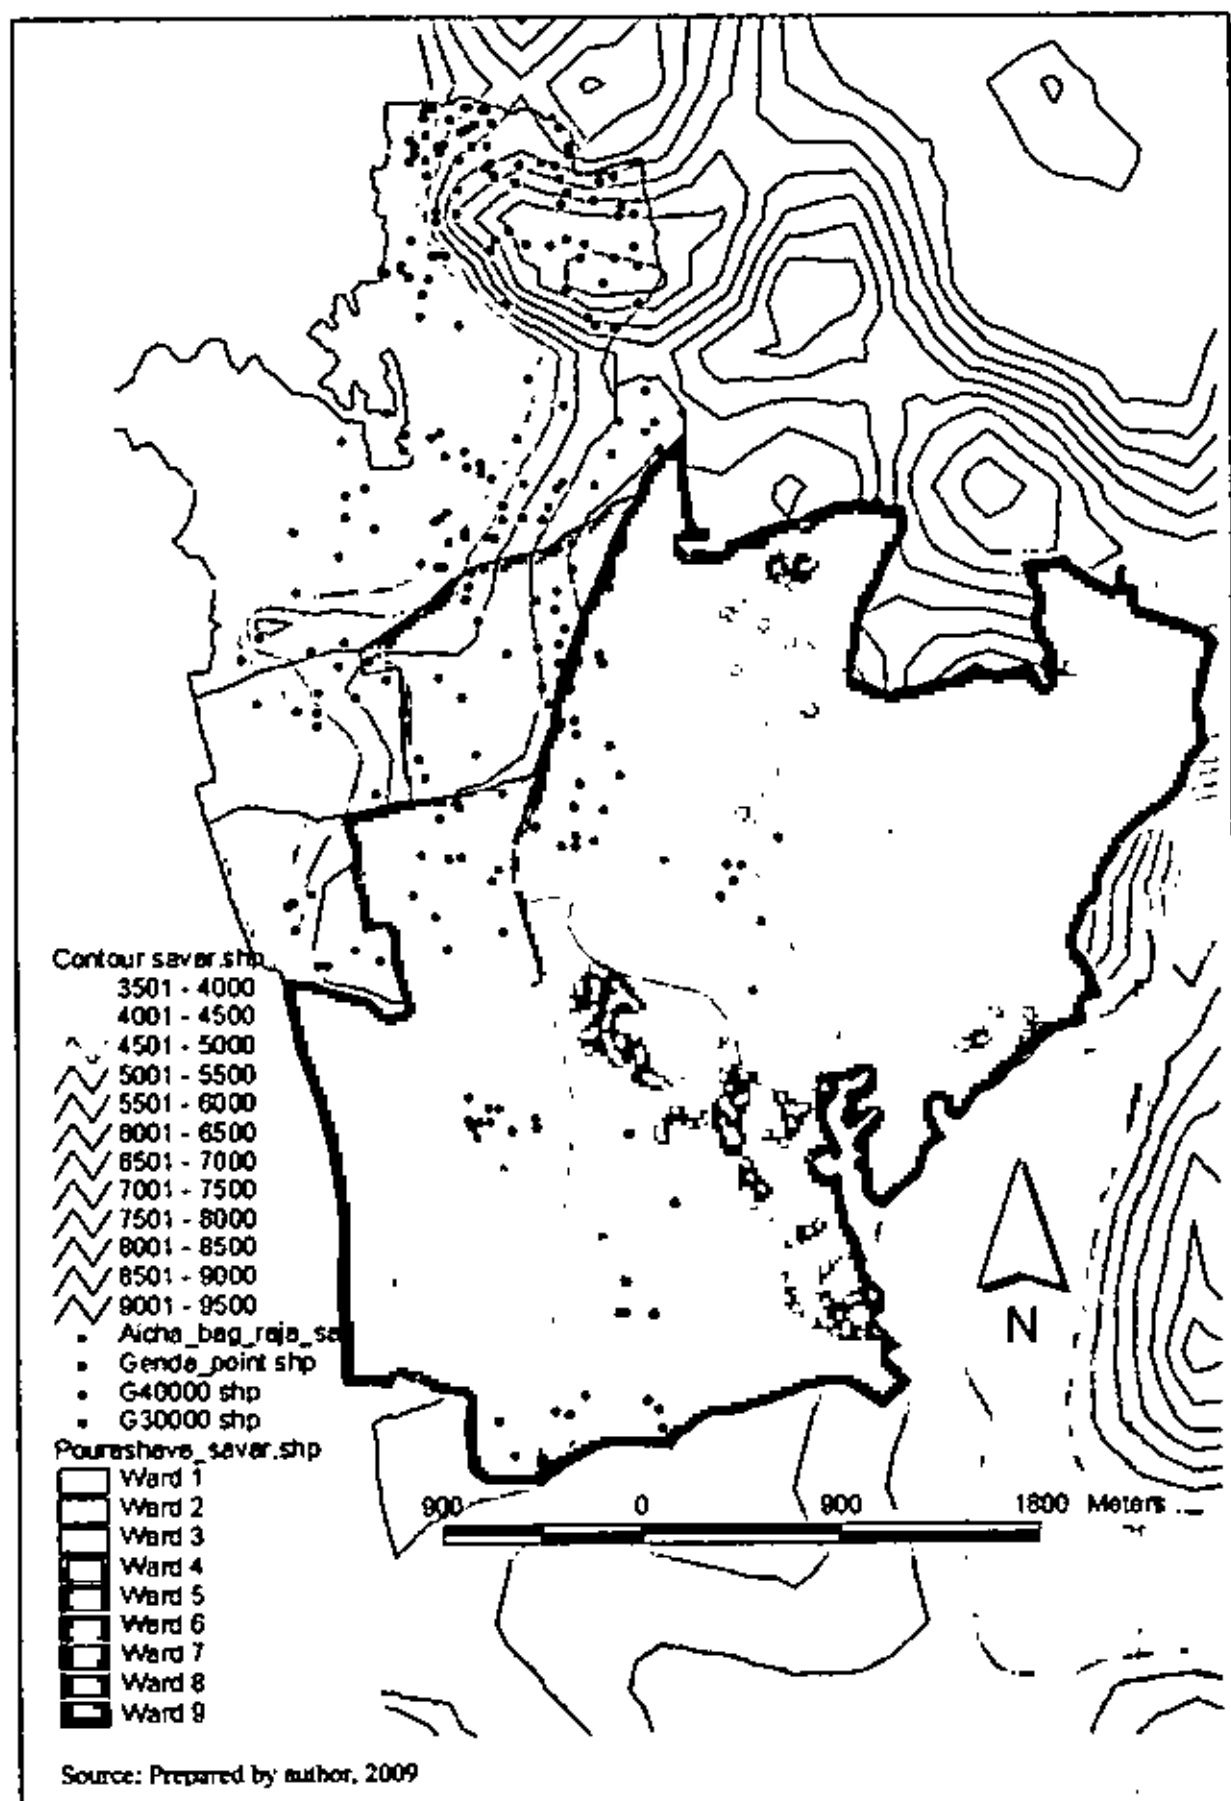 Contour saver.shp
3501 - 4000
4001 - 4500
4501 - 5000
5001 - 5500
5501 - 6000
6001 - 6500
6501 - 7000
7001 - 7500
7501 - 8000
8001 - 8500
8501 - 9000
9001 - 9500
Aicha_bag_raja_sa
Genda_point shp
G40000 shp
G30000 shp
Pourashava_saver.shp
Ward 1
Ward 2
Ward 3
Ward 4
Ward 5
Ward 6
Ward 7
Ward 8
Ward 9
N
900 0 900 1800 Meters
Source: Prepared by author, 2009